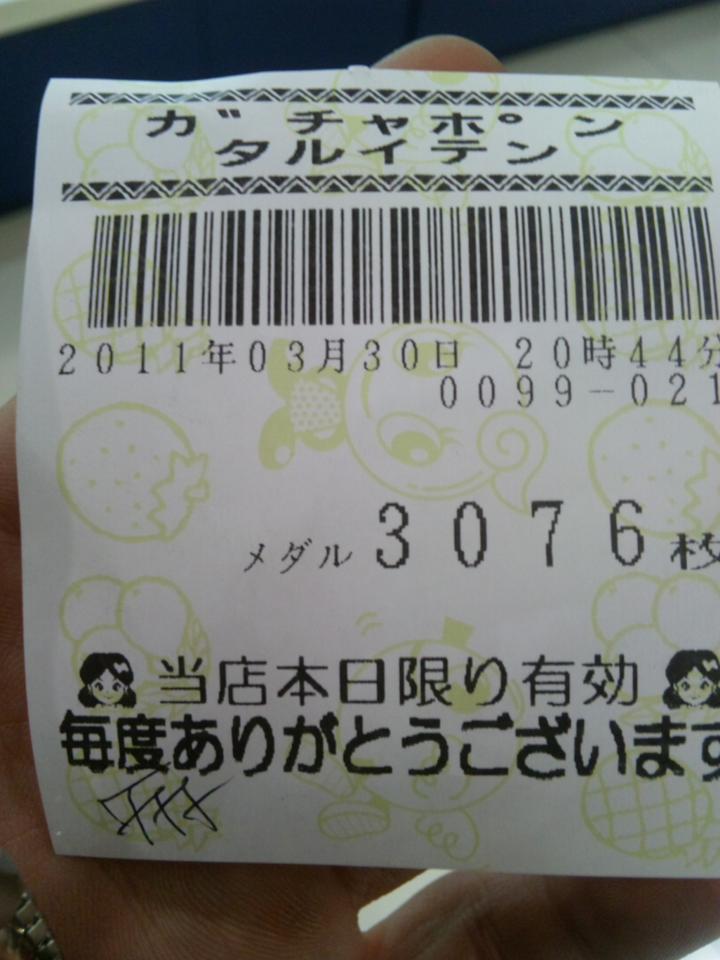 ガチャポン
タルイテン
2011年03月30日 20時44分
0099-021
メダル 3076枚
当店本日限り有効
毎度ありがとうございます